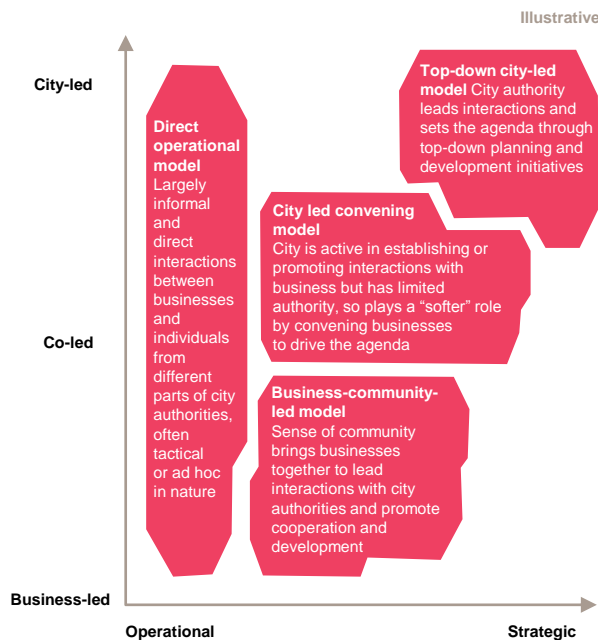 Illustrative
City-led
Co-led
Business-led
Direct
operational
model
Largely
informal
and
direct
interactions
between
businesses
and
individuals
from
different
parts of city
authorities,
often
tactical
or ad hoc
in nature
Top-down city-led
model City authority
leads interactions and
sets the agenda through
top-down planning and
development initiatives
City led convening
model
City is active in establishing or
promoting interactions with
business but has limited
authority, so plays a “softer” role
by convening businesses
to drive the agenda
Business-community-
led model
Sense of community
brings businesses
together to lead
interactions with city
authorities and promote
cooperation and
development
Operational
Strategic